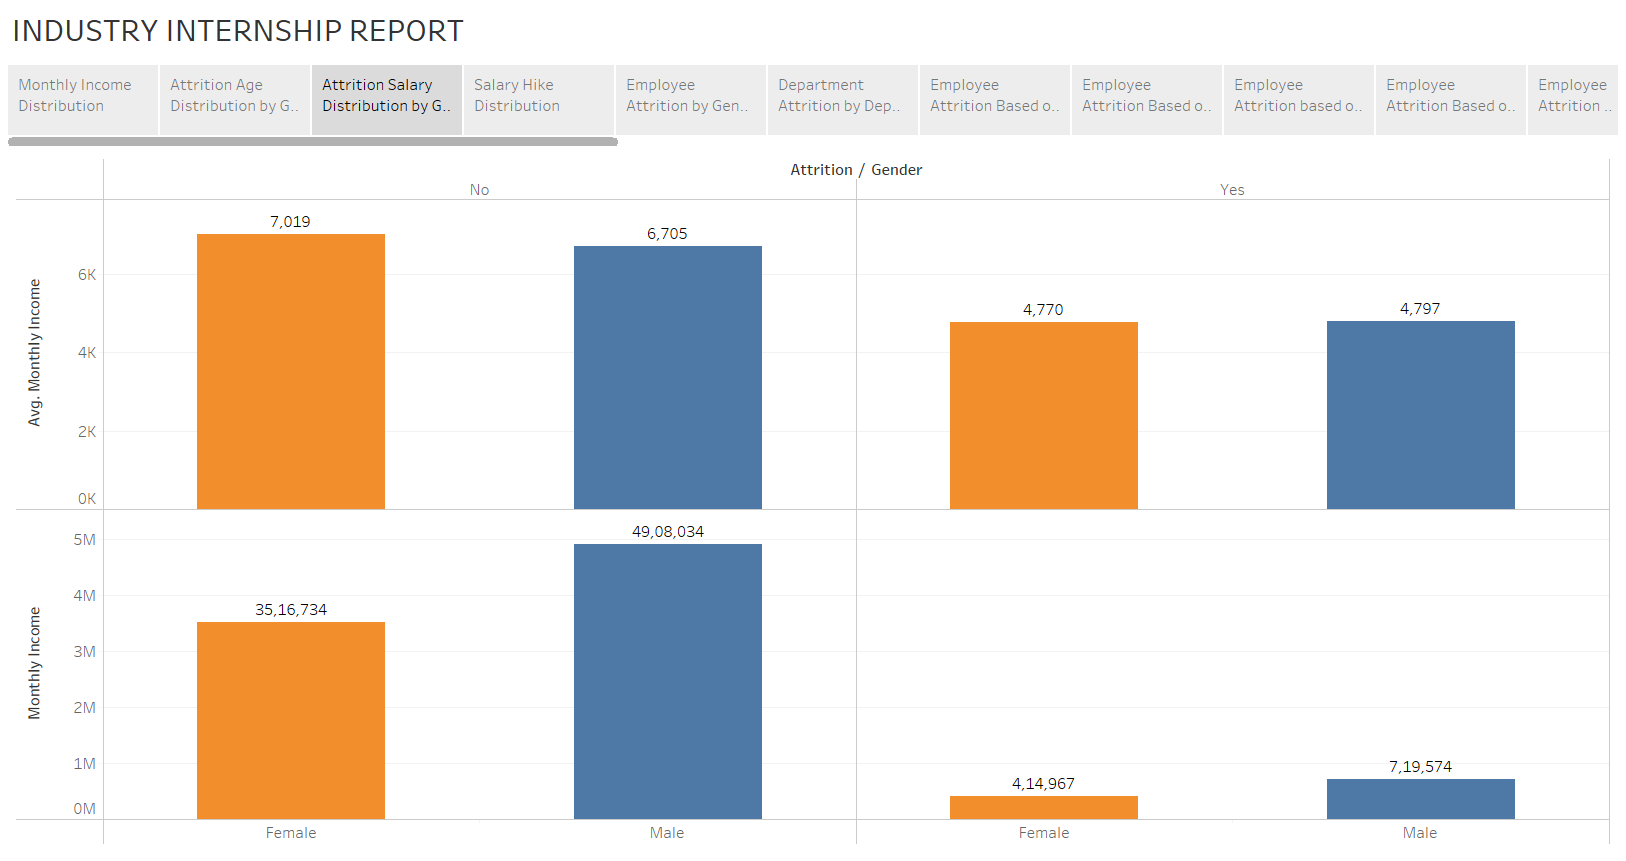 INDUSTRY INTERNSHIP REPORT
Monthly Income
Distribution
Attrition Age
Distribution by G..
Attrition Salary
Distribution by G..
Salary Hike
Distribution
Employee
Attrition by Gen..
Department
Attrition by Dep..
Employee
Attrition Based o..
Employee
Attrition Based o..
Employee
Attrition based o..
Employee
Attrition Based o..
Employee
Attrition ..
Attrition / Gender
No
Yes
Avg. Monthly Income
6K
4K
2K
0K
7,019
6,705
4,770
4,797
Monthly Income
5M
4M
3M
2M
1M
0M
35,16,734
49,08,034
4,14,967
7,19,574
Female
Male
Female
Male